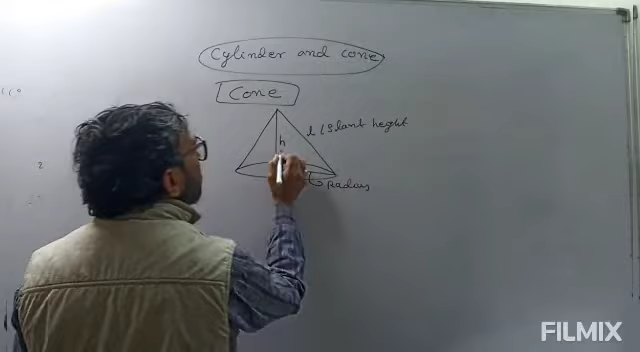 Cylinder and cone
Cone
l (Slant height
h
radius
FILMIX